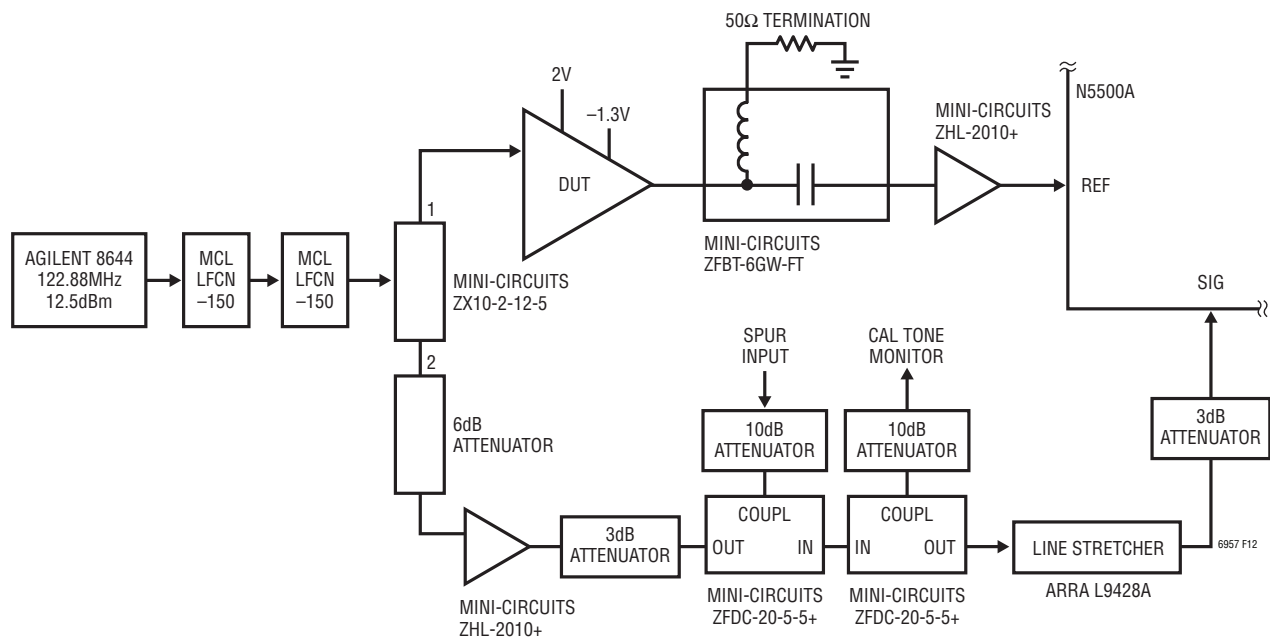 50Ω TERMINATION
2V
–1.3V
DUT
MINI-CIRCUITS
ZFBT-6GW-FT
MINI-CIRCUITS
ZHL-2010+
N5500A
REF
SIG
AGILENT 8644
122.88MHz
12.5dBm
MCL
LFCN
–150
MCL
LFCN
–150
1
MINI-CIRCUITS
ZX10-2-12-5
2
6dB
ATTENUATOR
SPUR
INPUT
CAL TONE
MONITOR
10dB
ATTENUATOR
10dB
ATTENUATOR
3dB
ATTENUATOR
MINI-CIRCUITS
ZHL-2010+
3dB
ATTENUATOR
COUPL
OUT IN
MINI-CIRCUITS
ZFDC-20-5-5+
COUPL
IN OUT
MINI-CIRCUITS
ZFDC-20-5-5+
LINE STRETCHER
ARRA L9428A
6957 F12